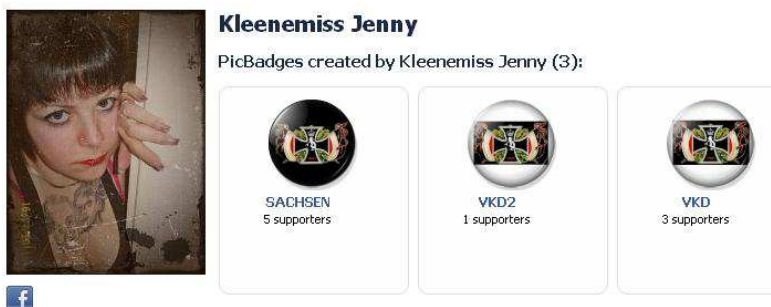 Kleenemiss Jenny
PicBadges created by Kleenemiss Jenny (3):
SACHSEN
5 supporters
VKD2
1 supporters
VKD
3 supporters
f